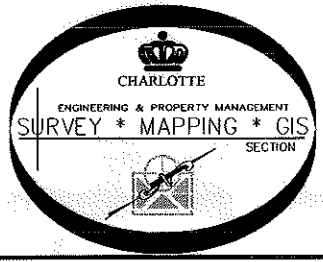 CHARLOTTE
ENGINEERING & PROPERTY MANAGEMENT
SURVEY * MAPPING * GIS
SECTION